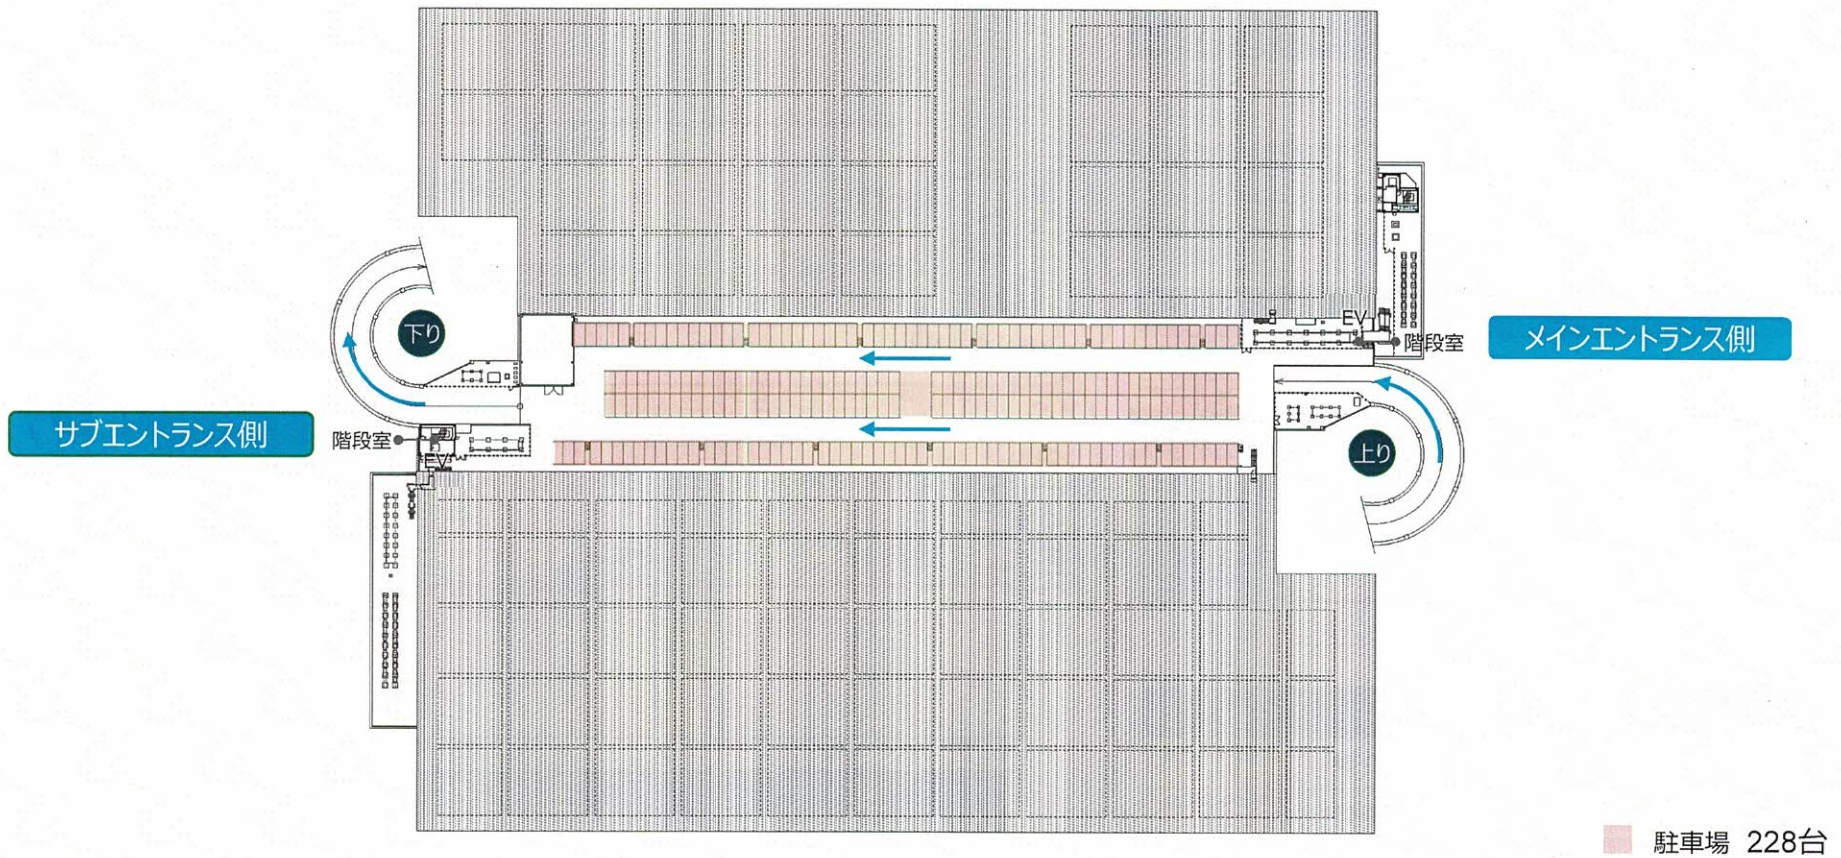 EV
階段室
メインエントランス側
下り
サブエントランス側
階段室
EV
上り
駐車場 228台